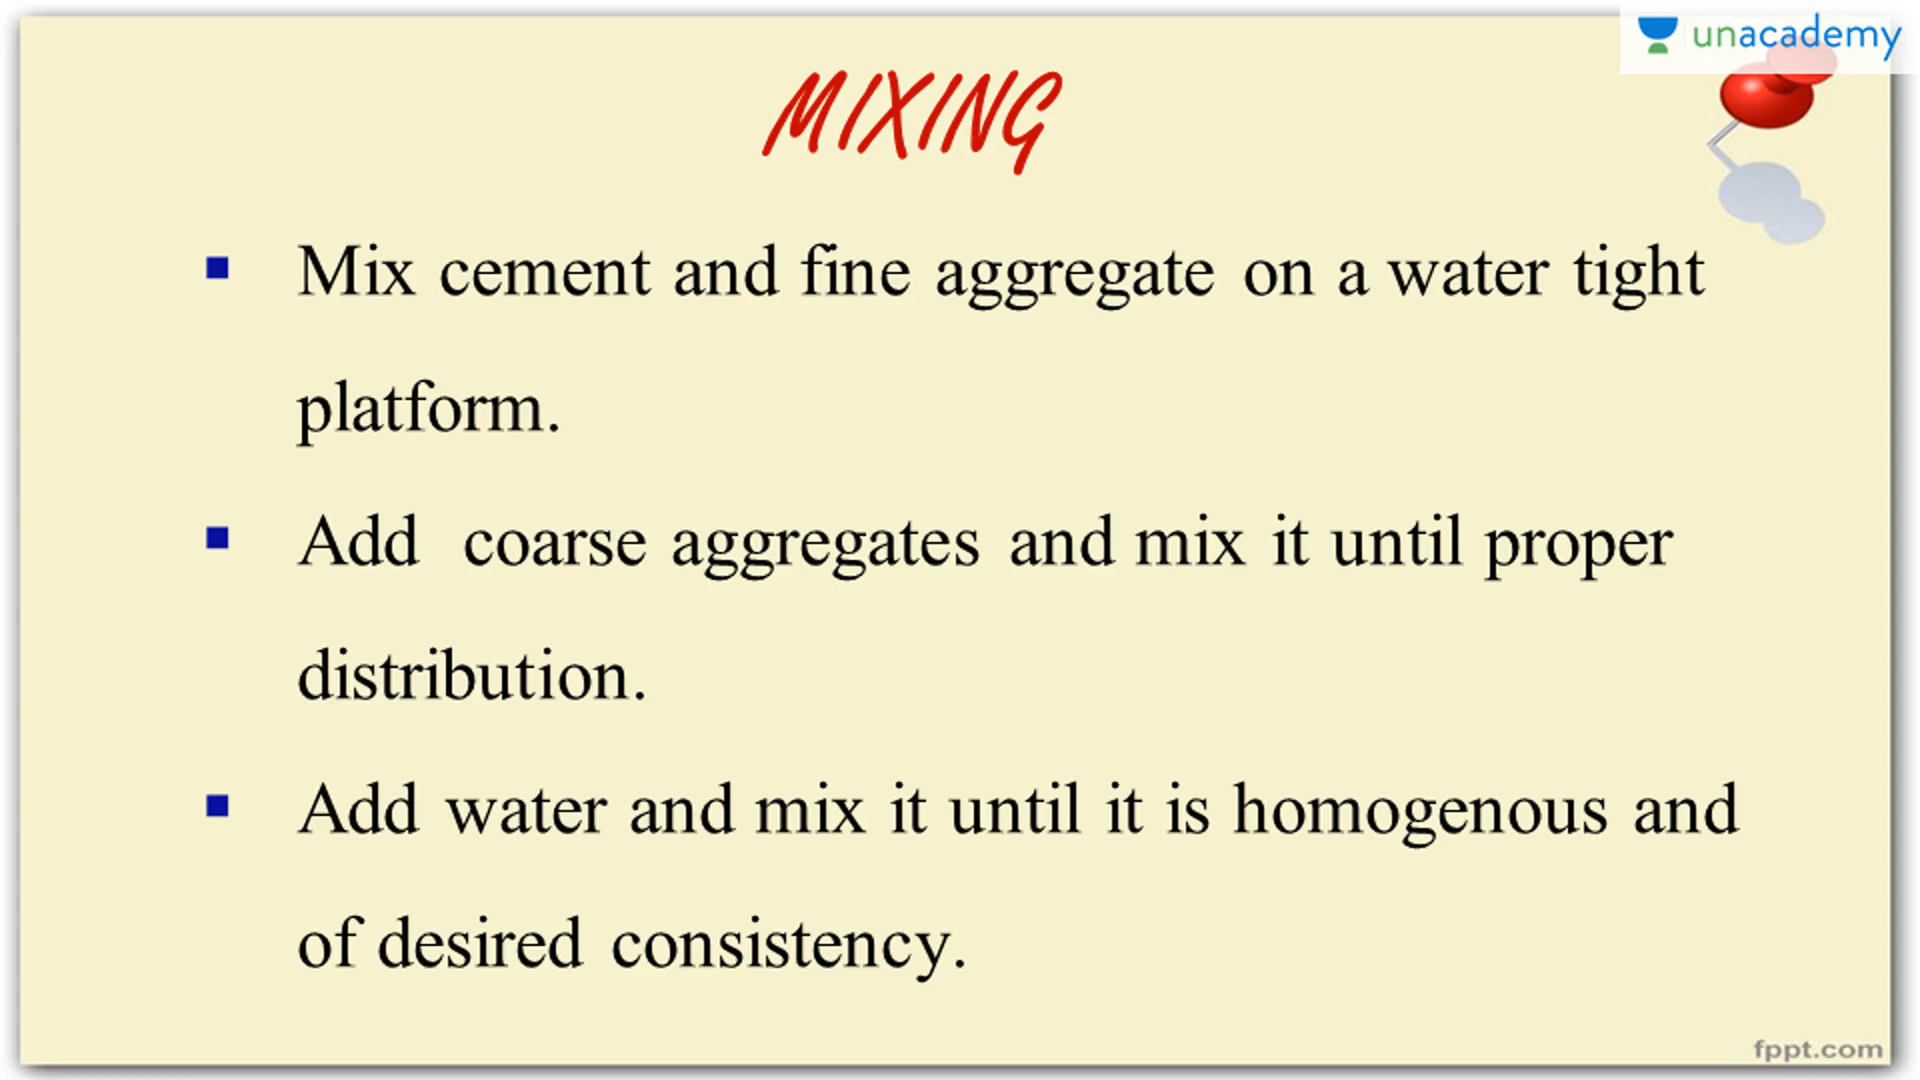 unacademy
MIXING
▪ Mix cement and fine aggregate on a water tight
platform.
▪ Add coarse aggregates and mix it until proper
distribution.
▪ Add water and mix it until it is homogenous and
of desired consistency.
fppt.com